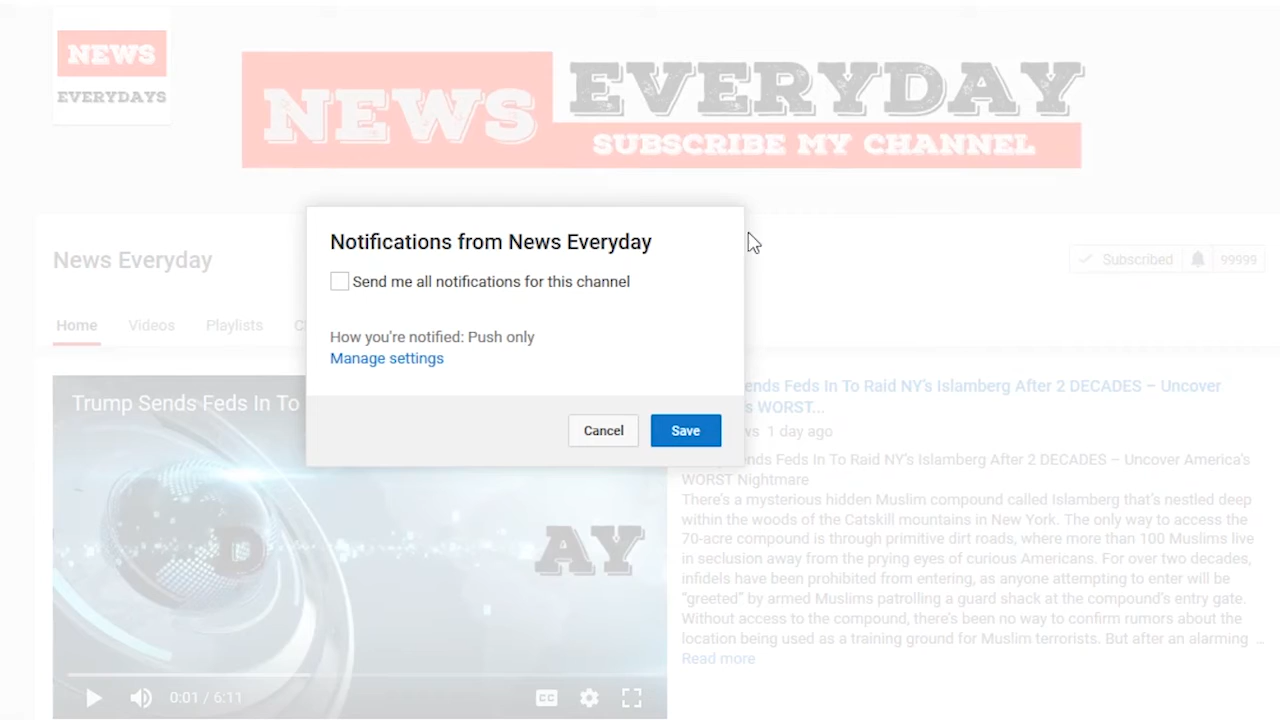 NEWS
EVERYDAYS
NEWS
EVERYDAY
SUBSCRIBE MY CHANNEL
Notifications from News Everyday
Send me all notifications for this channel
How you're notified: Push only
Manage settings
Cancel
Save
News Everyday
Subscribed
99999
Home
Videos
Playlists
C
Trump Sends Feds In To
D
AY
0:01 / 6:11
CC
ends Feds In To Raid NY's Islamberg After 2 DECADES – Uncover
's WORST...
ws 1 day ago
ends Feds In To Raid NY's Islamberg After 2 DECADES – Uncover America's
WORST Nightmare
There's a mysterious hidden Muslim compound called Islamberg that's nestled deep
within the woods of the Catskill mountains in New York. The only way to access the
70-acre compound is through primitive dirt roads, where more than 100 Muslims live
in seclusion away from the prying eyes of curious Americans. For over two decades,
infidels have been prohibited from entering, as anyone attempting to enter will be
"greeted" by armed Muslims patrolling a guard shack at the compound's entry gate.
Without access to the compound, there's been no way to confirm rumors about the
location being used as a training ground for Muslim terrorists. But after an alarming ...
Read more